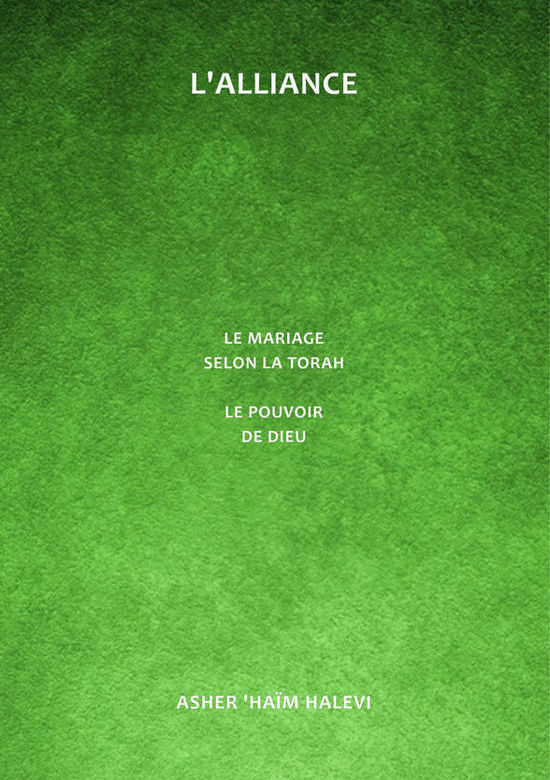 L'ALLIANCE
LE MARIAGE
SELON LA TORAH
LE POUVOIR
DE DIEU
ASHER 'HAÏM HALEVI